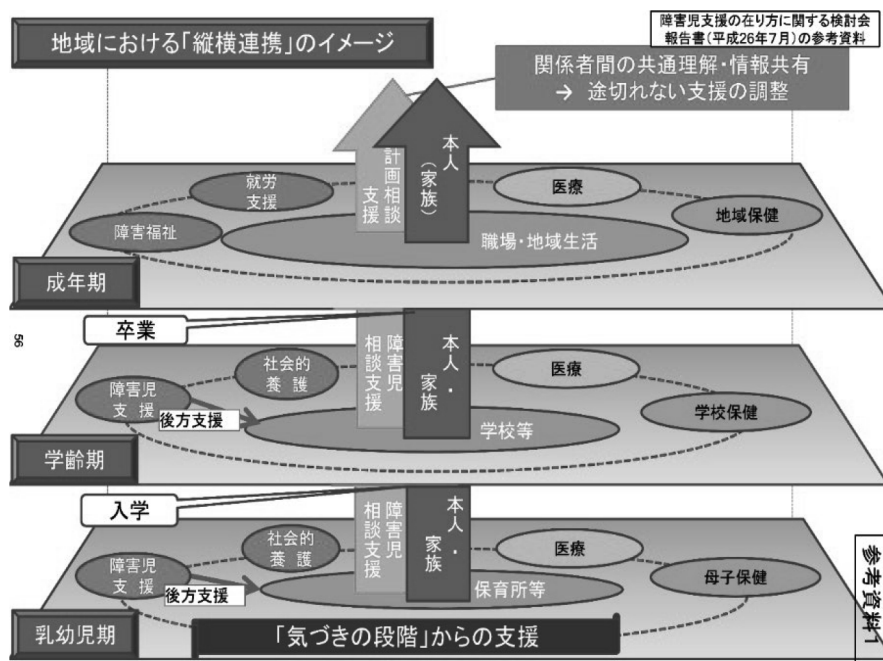 地域における「縦横連携」のイメージ
障害児支援の在り方に関する検討会
報告書(平成26年7月)の参考資料
関係者間の共通理解・情報共有
→ 途切れない支援の調整
計画相談
支援
本人
(家族)
就労
支援
医療
障害福祉
地域保健
職場・地域生活
成年期
卒業
56
障害児
相談支援
本人・
家族
社会的
養 護
医療
障害児
支 援
後方支援
学校保健
学校等
学齢期
入学
障害児
相談支援
本人・
家族
社会的
養 護
医療
障害児
支 援
後方支援
母子保健
保育所等
乳幼児期
「気づきの段階」からの支援
参考資料1